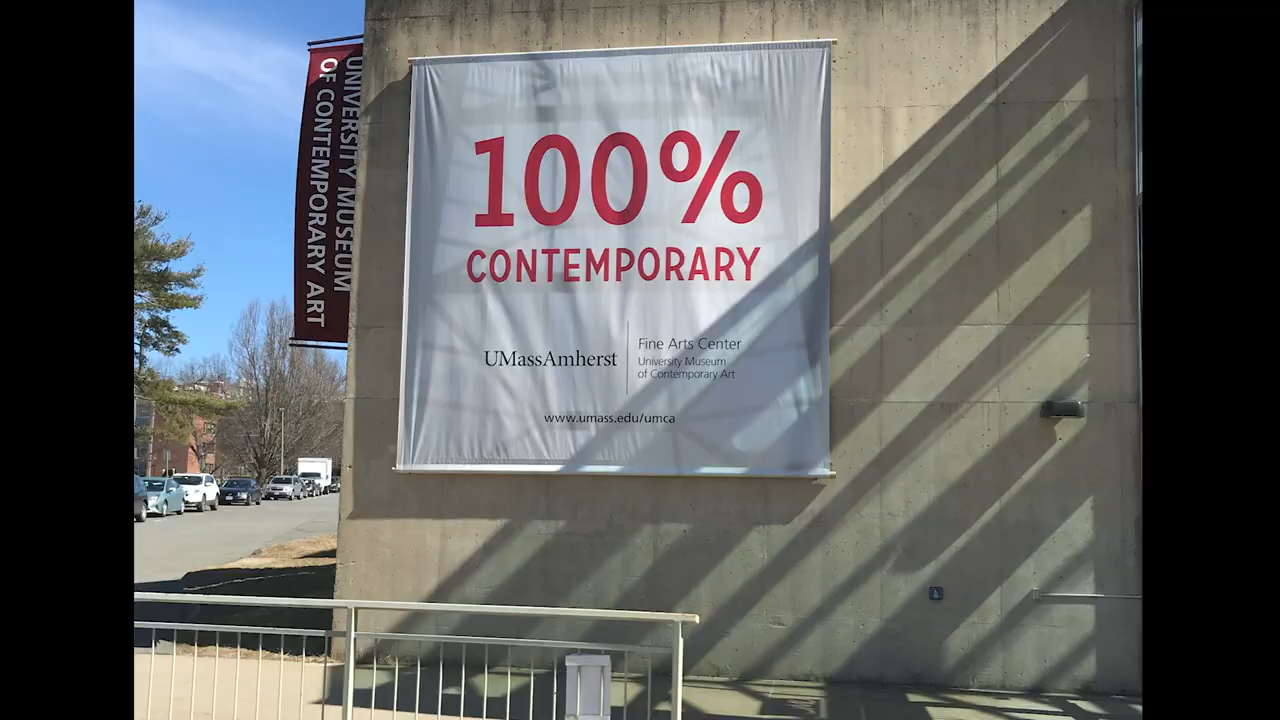 UNIVERSITY MUSEUM
OF CONTEMPORARY ART
100%
CONTEMPORARY
UMassAmherst
Fine Arts Center
University Museum
of Contemporary Art
www.umass.edu/umca